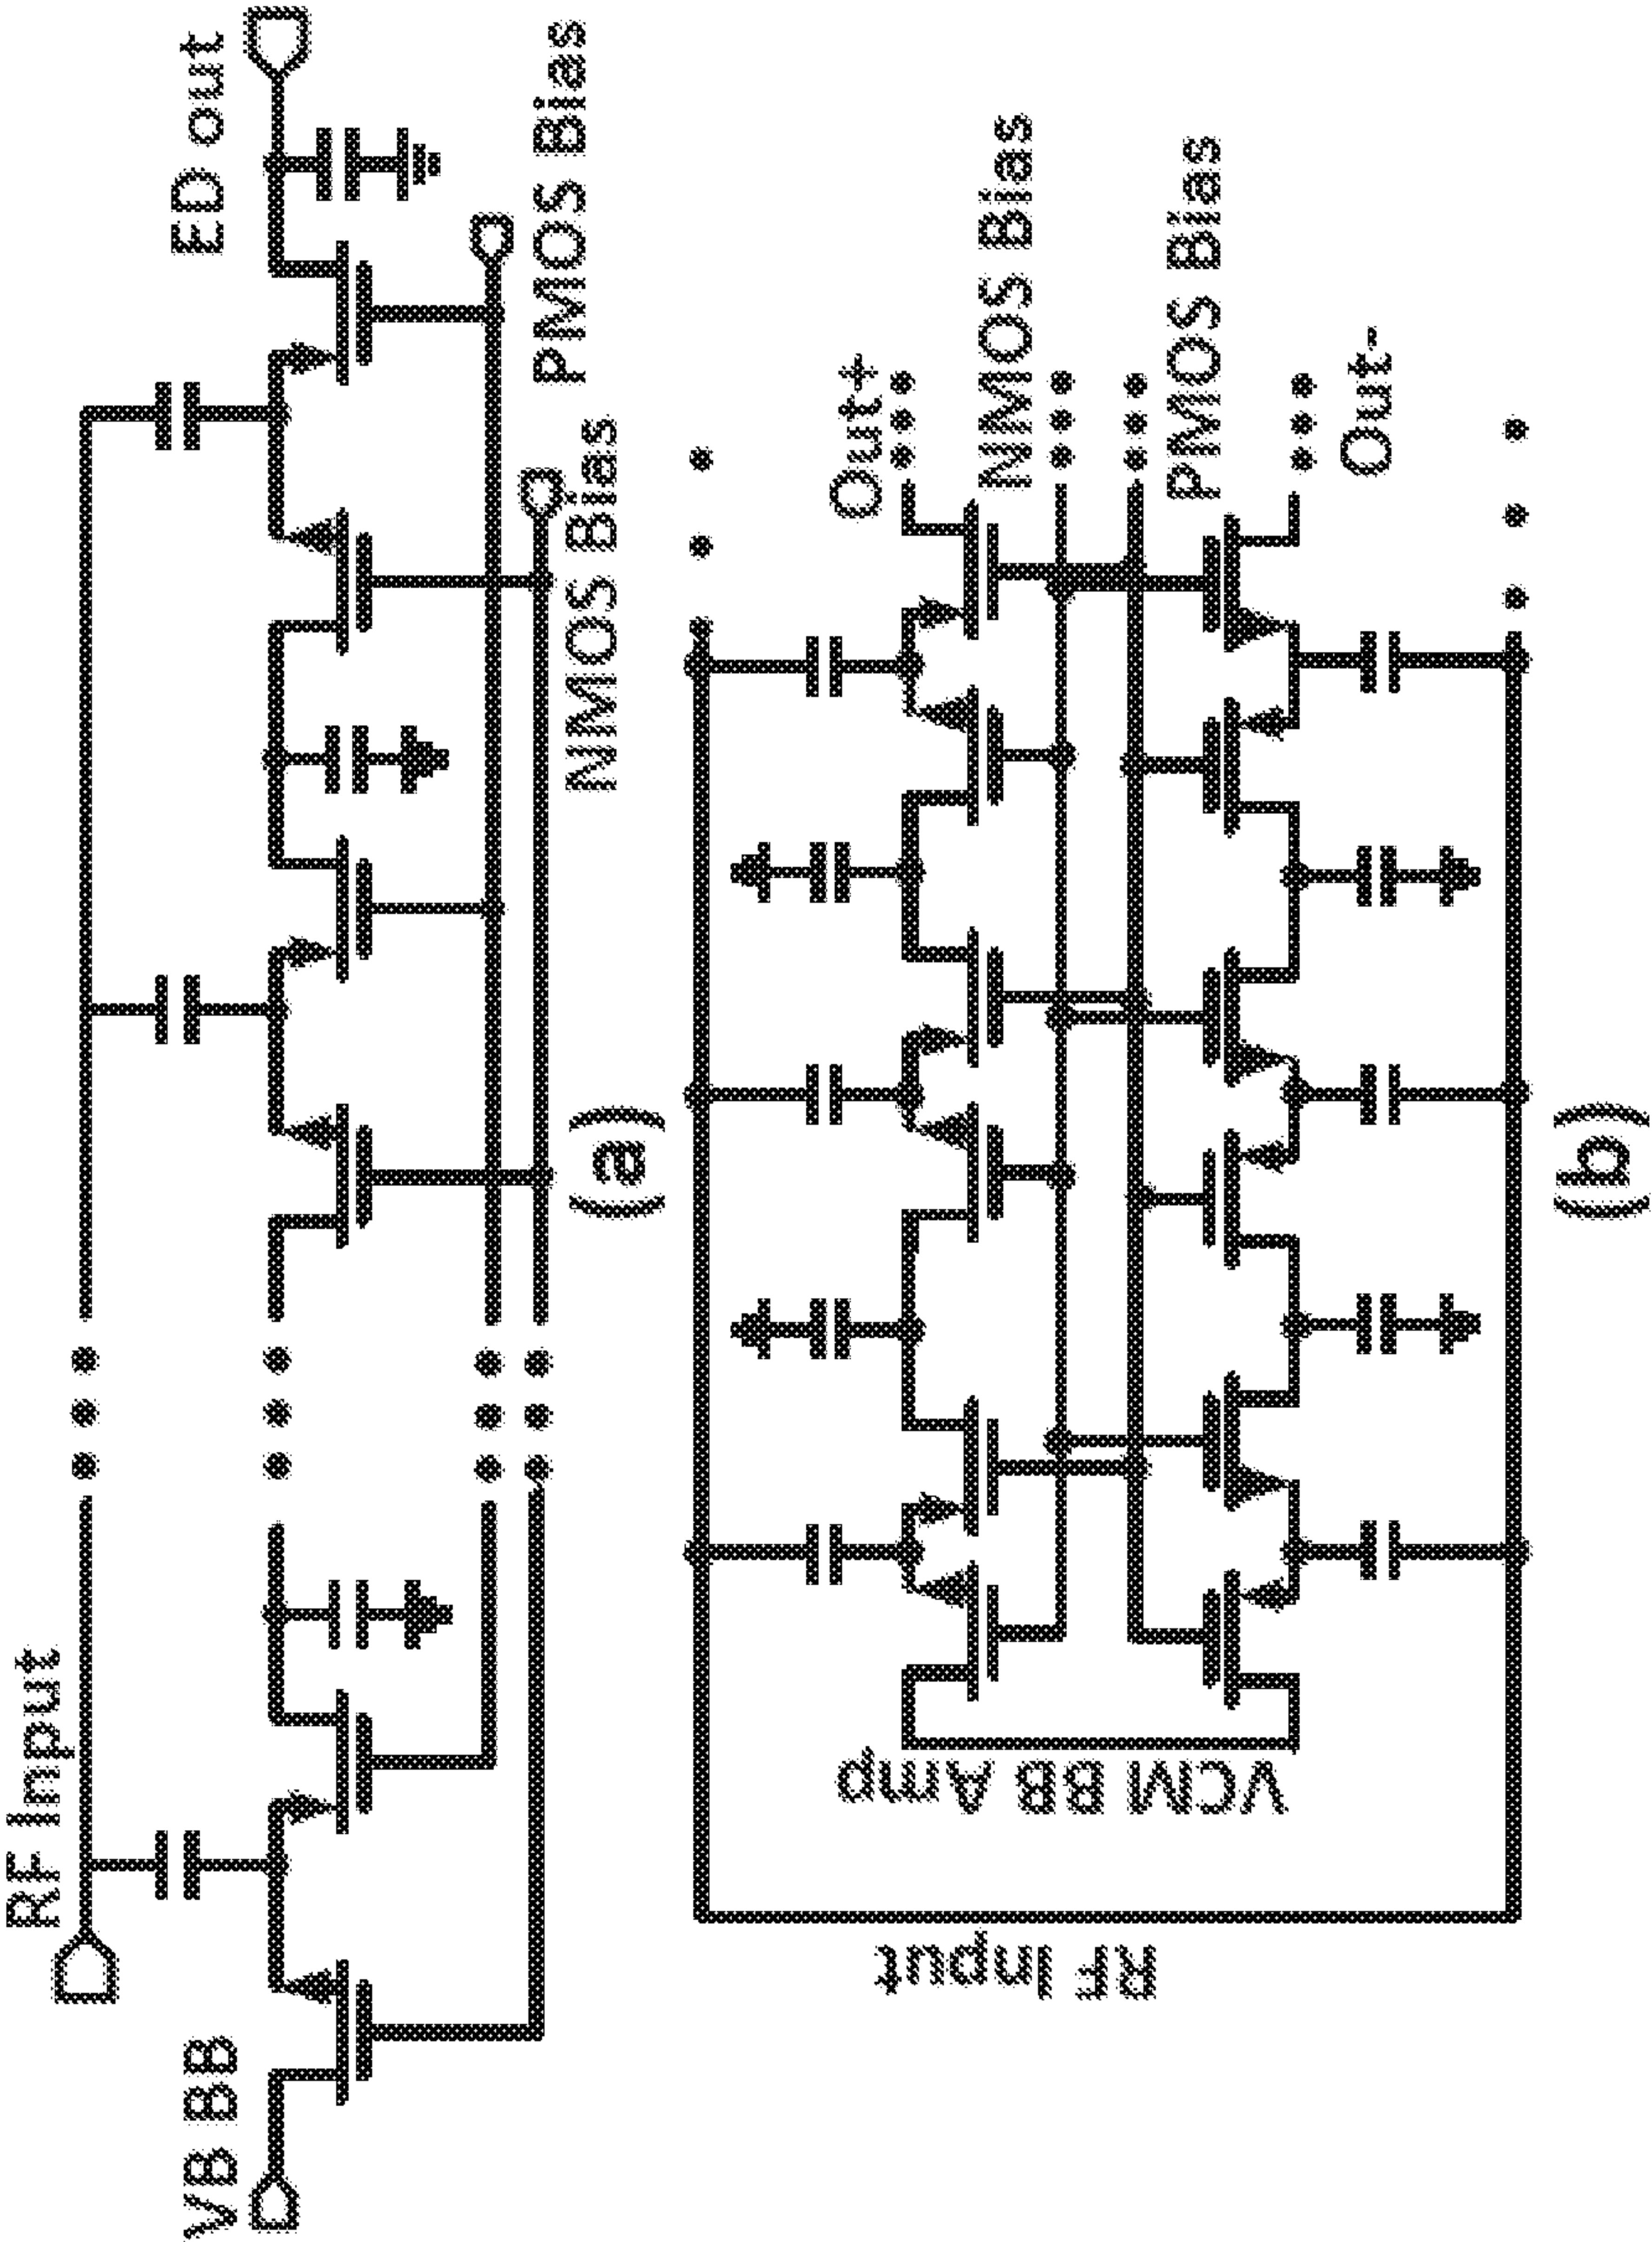 RF Input
VB BB
ED out
PMOS Bias
NMOS Bias
(a)
RF Input
VCM BB Amp
Out+
NMOS Bias
PMOS Bias
Out-
(b)